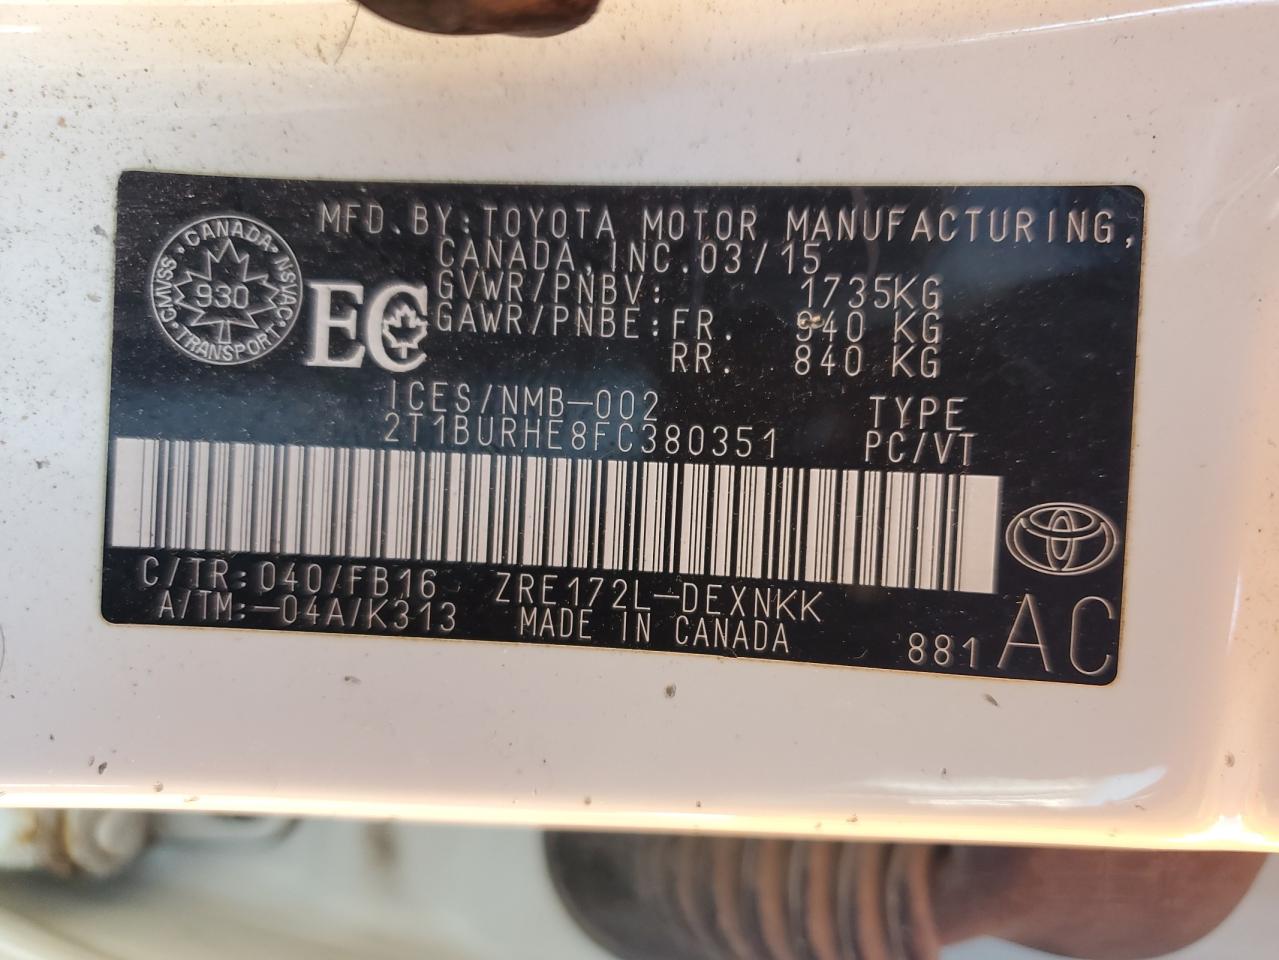 MFD. BY: TOYOTA MOTOR MANUFACTURING,
CANADA, INC. 03/15
GVWR/PNBV: 1735KG
GAWR/PNBE: FR. 940 KG
RR. 840 KG
CANADA
CMVSS NSVAC
930
TRANSPORT
EC
ICES/NMB-002
2T1BURHE8FC380351
TYPE
PC/VT
C/TR: 040/FB16 ZRE172L-DEXNKK
A/TM: -04A/K313 MADE IN CANADA
881 AC